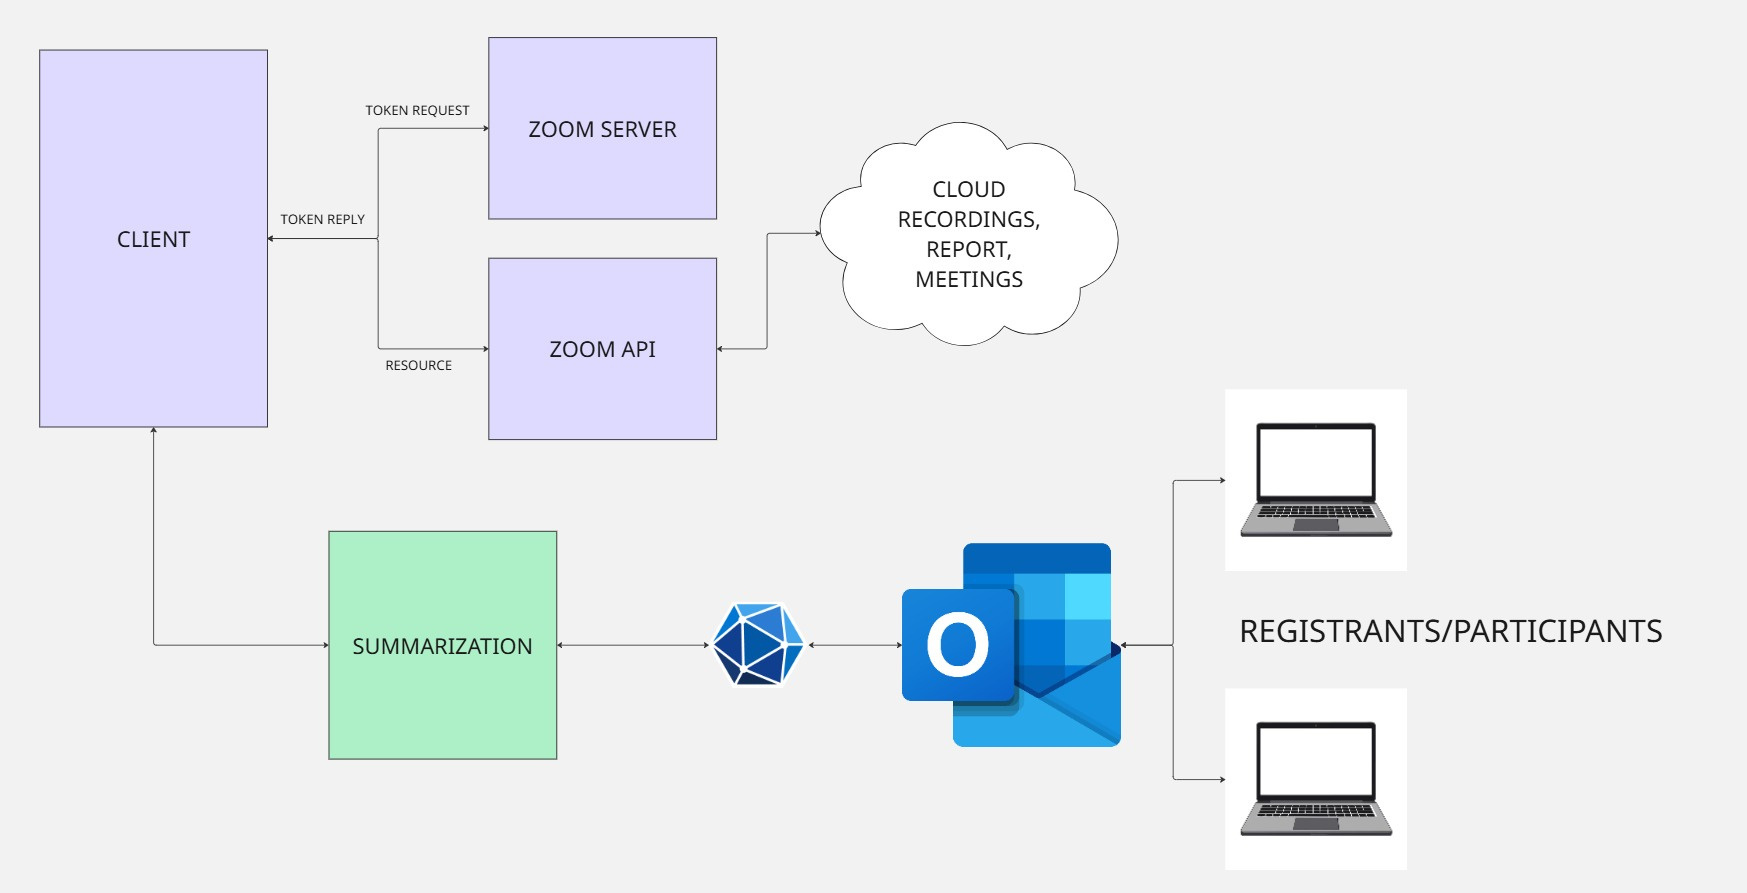 TOKEN REQUEST
ZOOM SERVER
CLIENT
TOKEN REPLY
CLOUD
RECORDINGS,
REPORT,
MEETINGS
ZOOM API
RESOURCE
SUMMARIZATION
O
REGISTRANTS/PARTICIPANTS